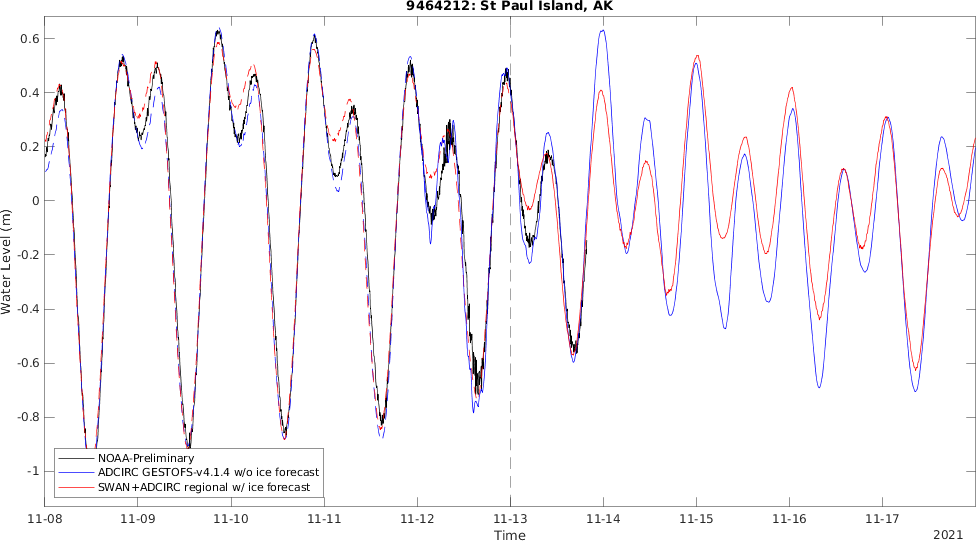 9464212: St Paul Island, AK
0.6
0.4
0.2
0
-0.2
-0.4
-0.6
-0.8
-1
Water Level (m)
NOAA-Preliminary
ADCIRC GESTOFS-v4.1.4 w/o ice forecast
SWAN+ADCIRC regional w/ ice forecast
11-08 11-09 11-10 11-11 11-12 11-13 11-14 11-15 11-16 11-17
Time
2021